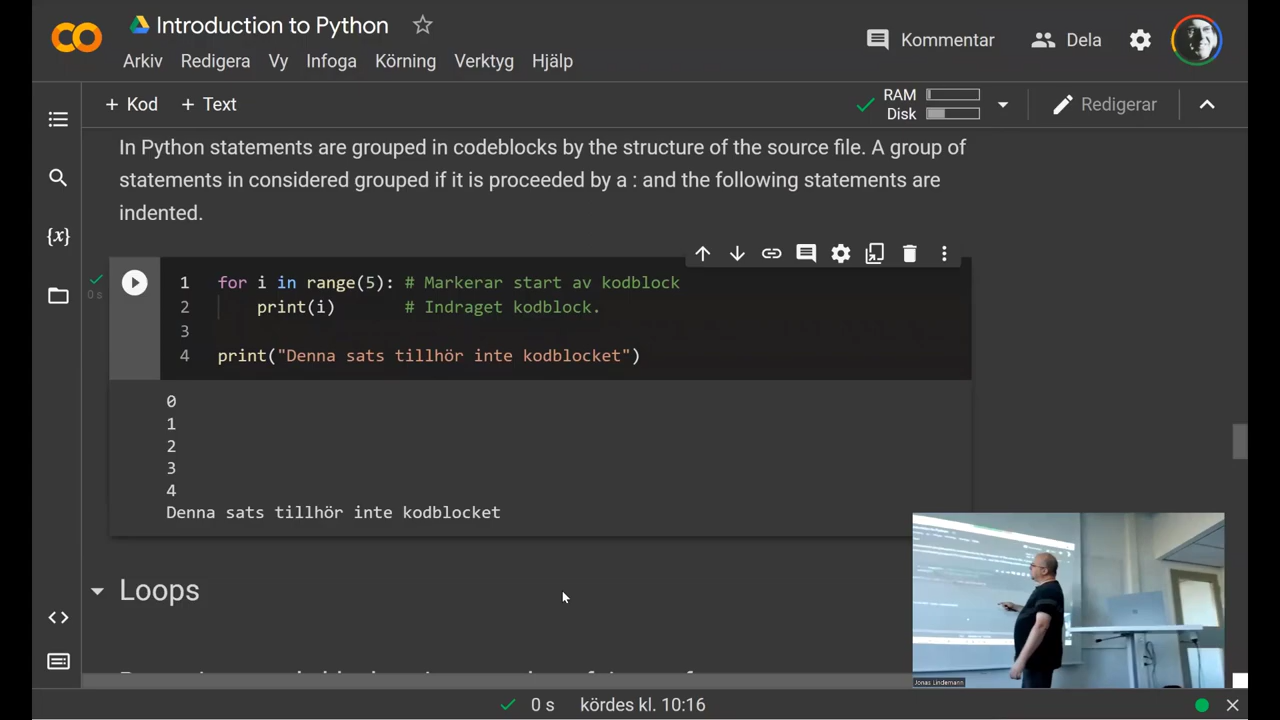 Introduction to Python
Arkiv Redigera Vy Infoga Körning Verktyg Hjälp
Kommentar
Dela
+ Kod + Text
RAM
Disk
Redigerar
In Python statements are grouped in codeblocks by the structure of the source file. A group of
statements in considered grouped if it is proceeded by a : and the following statements are
indented.
{x}
0s
1 for i in range(5): # Markerar start av kodblock
2 print(i) # Indraget kodblock.
3
4 print("Denna sats tillhör inte kodblocket")
0
1
2
3
4
Denna sats tillhör inte kodblocket
Loops
Jonas Lindemann
0 s kördes kl. 10:16